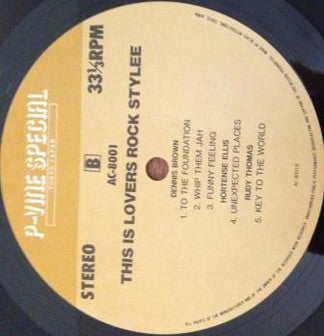 P-VINE SPECIAL
STEREO
B
33⅓RPM
AC-8001
THIS IS LOVERS ROCK STYLEE
DENNIS BROWN
1. TO THE FOUNDATION
2. WHIP THEM JAH
3. FUNNY FEELING
HORTENSE ELLIS
4. UNEXPECTED PLACES
RUDY THOMAS
5. KEY TO THE WORLD